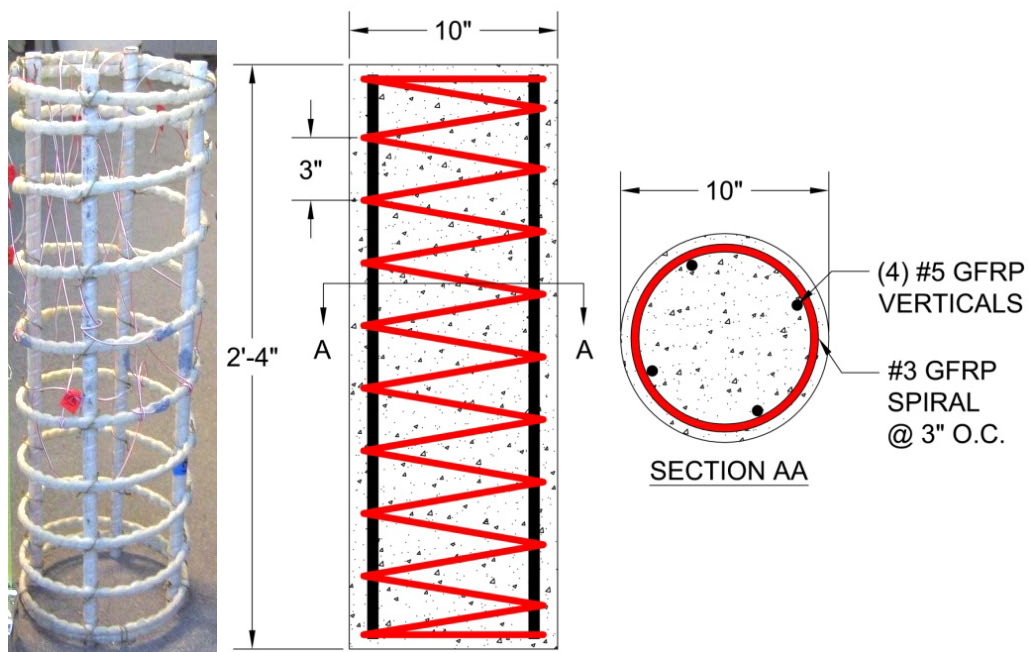 10"
3"
2'-4"
A
A
10"
(4) #5 GFRP
VERTICALS
#3 GFRP
SPIRAL
@ 3" O.C.
SECTION AA